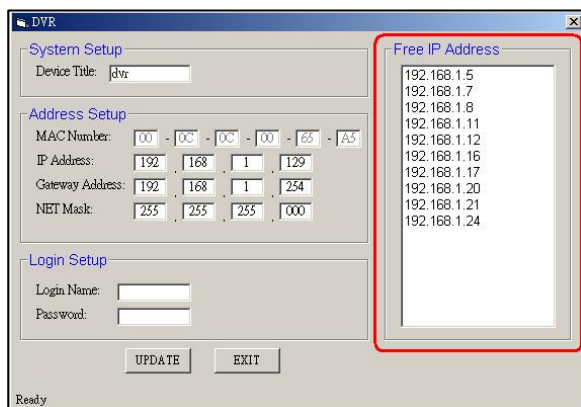 DVR
System Setup
Device Title: dvr
Address Setup
MAC Number: 00 - 0C - 0C - 00 - 65 - A5
IP Address: 192 . 168 . 1 . 129
Gateway Address: 192 . 168 . 1 . 254
NET Mask: 255 . 255 . 255 . 000
Login Setup
Login Name:
Password:
UPDATE EXIT
Ready
Free IP Address
192.168.1.5
192.168.1.7
192.168.1.8
192.168.1.11
192.168.1.12
192.168.1.16
192.168.1.17
192.168.1.20
192.168.1.21
192.168.1.24